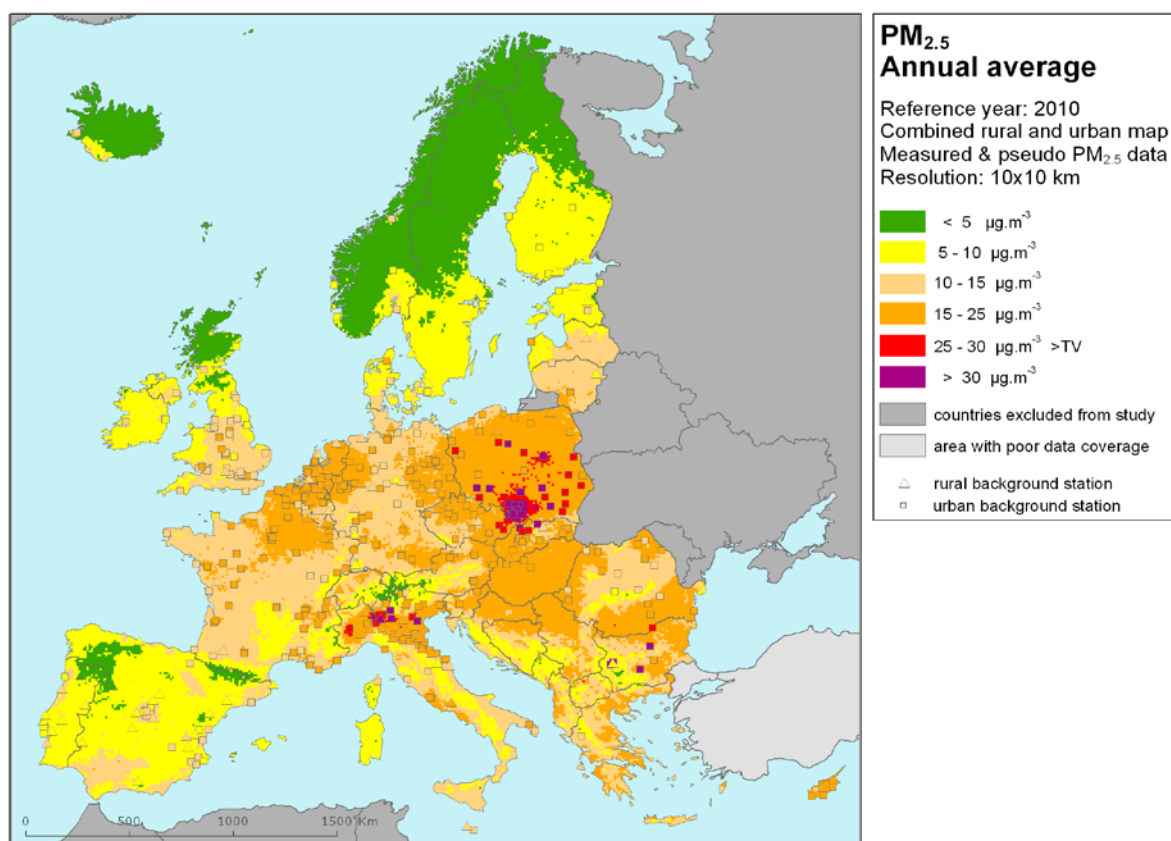 PM2.5
Annual average
Reference year: 2010
Combined rural and urban map
Measured & pseudo PM2.5 data
Resolution: 10x10 km
< 5 µg.m-3
5 - 10 µg.m-3
10 - 15 µg.m-3
15 - 25 µg.m-3
25 - 30 µg.m-3 >TV
> 30 µg.m-3
countries excluded from study
area with poor data coverage
rural background station
urban background station
0 500 1000 1500 Km